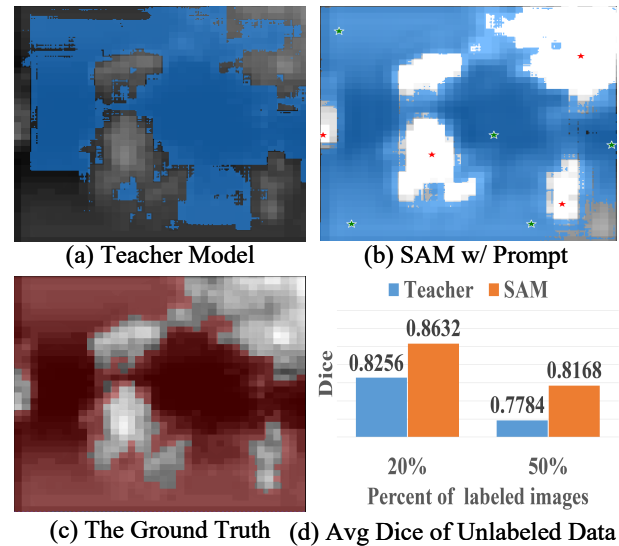 (a) Teacher Model
(b) SAM w/ Prompt
Teacher SAM
Dice
0.8256
0.8632
0.7784
0.8168
20%
50%
Percent of labeled images
(c) The Ground Truth
(d) Avg Dice of Unlabeled Data